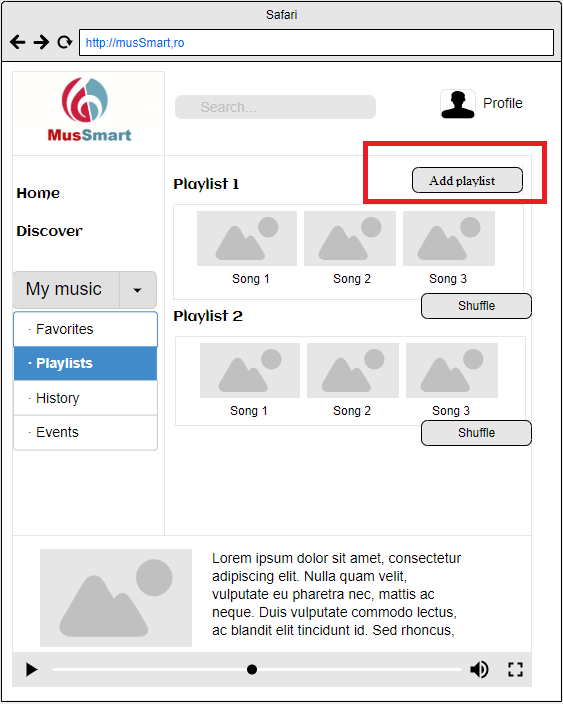 Safari
http://musSmart,ro
MusSmart
Search...
Profile
Home
Discover
My music
· Favorites
· Playlists
· History
· Events
Playlist 1
Add playlist
Song 1 Song 2 Song 3
Shuffle
Playlist 2
Song 1 Song 2 Song 3
Shuffle
Lorem ipsum dolor sit amet, consectetur
adipiscing elit. Nulla quam velit,
vulputate eu pharetra nec, mattis ac
neque. Duis vulputate commodo lectus,
ac blandit elit tincidunt id. Sed rhoncus,